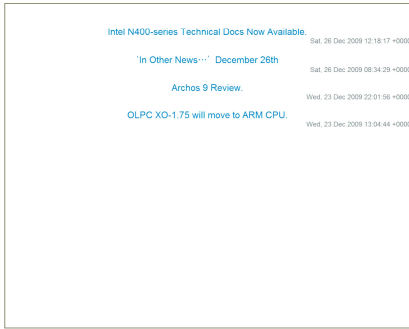 Intel N400-series Technical Docs Now Available.
Sat, 26 Dec 2009 12:18:17 +0000
`In Other News…´ December 26th
Sat, 26 Dec 2009 08:34:29 +0000
Archos 9 Review.
Wed, 23 Dec 2009 22:01:56 +0000
OLPC XO-1.75 will move to ARM CPU.
Wed, 23 Dec 2009 13:04:44 +0000